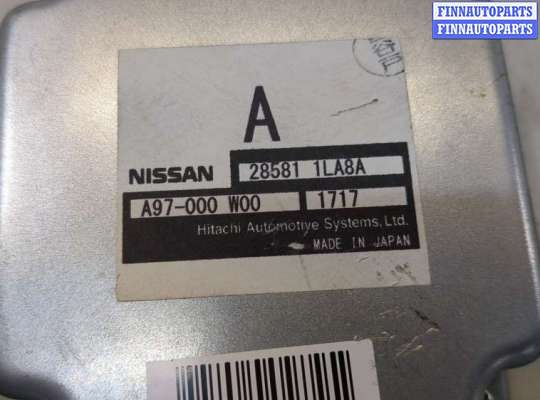 FINNAUTOPARTS
FINNAUTOPARTS
A
NISSAN 28581 1LA8A
A97-000 W00 1717
Hitachi Automotive Systems, Ltd.
MADE IN JAPAN